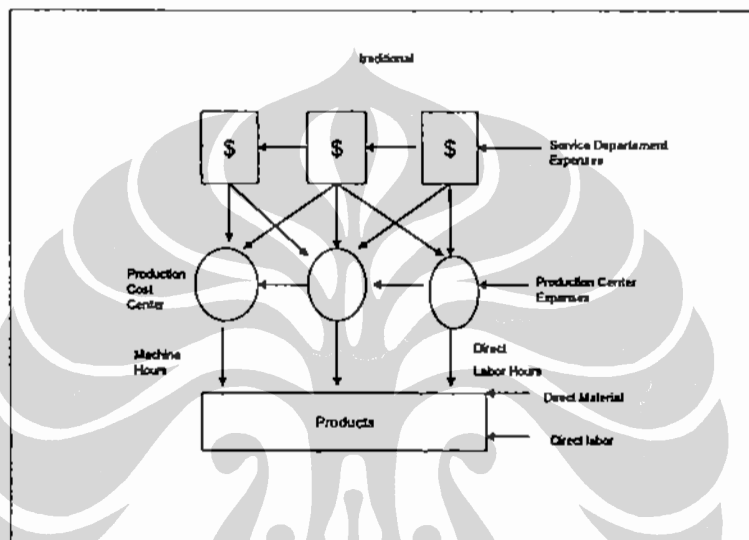 traditional
$ $ $
Service Departement
Expenses
Production
Cost
Center
Production Center
Expenses
Machine
Hours
Direct
Labor Hours
Direct Material
Products
Direct labor